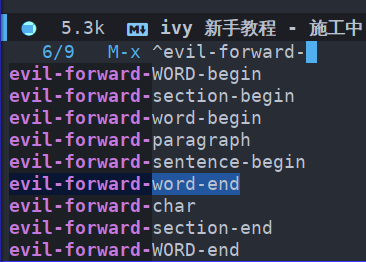 5.3k M↓ ivy 新手教程 - 施工中
6/9 M-x ^evil-forward-
evil-forward-WORD-begin
evil-forward-section-begin
evil-forward-word-begin
evil-forward-paragraph
evil-forward-sentence-begin
evil-forward-word-end
evil-forward-char
evil-forward-section-end
evil-forward-WORD-end